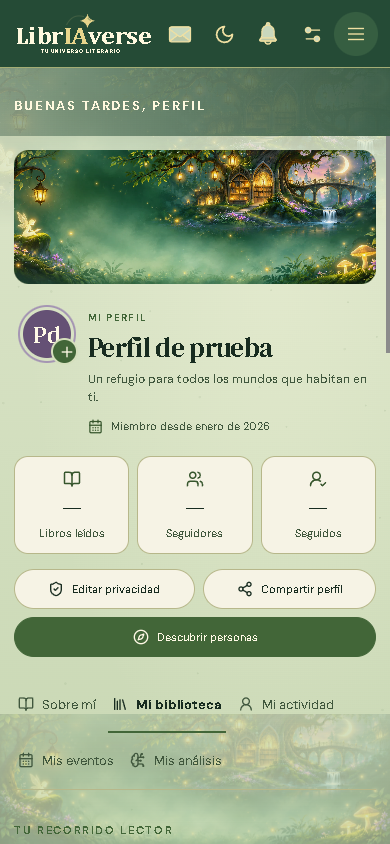 LibrIAverse
TU UNIVERSO LITERARIO
BUENAS TARDES, PERFIL
Pd
MI PERFIL
Perfil de prueba
Un refugio para todos los mundos que habitan en
ti.
Miembro desde enero de 2026
— — —
Libros leídos Seguidores Seguidos
Editar privacidad Compartir perfil
Descubrir personas
Sobre mí Mi biblioteca Mi actividad
Mis eventos Mis análisis
TU RECORRIDO LECTOR